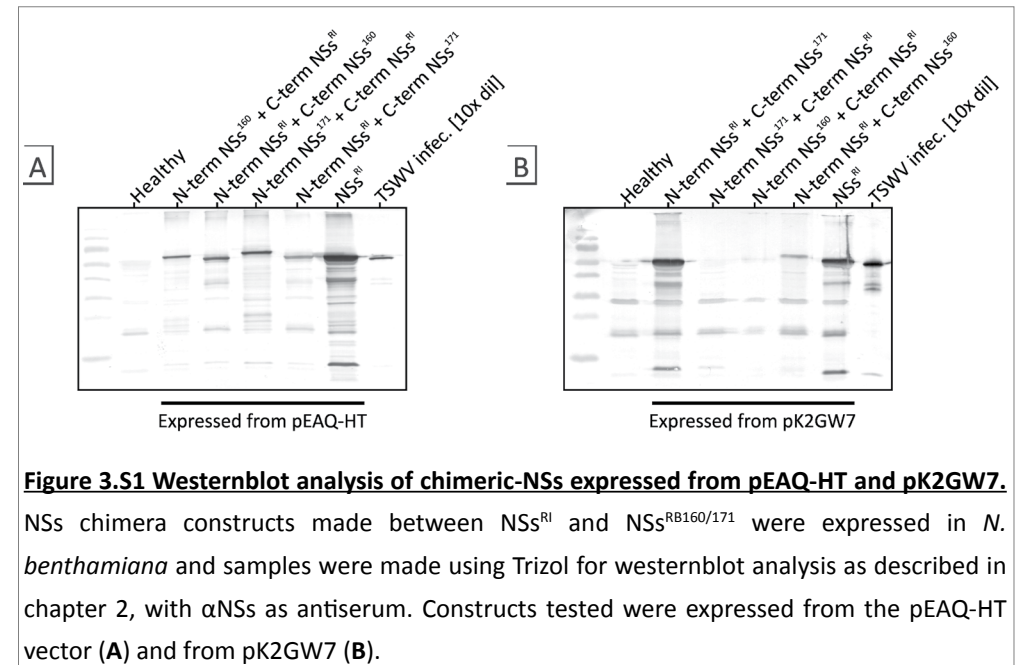 A
Healthy
N-term NSs¹⁶⁰ + C-term NSsᴿᴵ
N-term NSsᴿᴵ + C-term NSs¹⁶⁰
N-term NSs¹⁷¹ + C-term NSsᴿᴵ
N-term NSsᴿᴵ + C-term NSs¹⁷¹
NSsᴿᴵ
TSWV infec. [10x dil]
Expressed from pEAQ-HT
B
Healthy
N-term NSsᴿᴵ + C-term NSs¹⁷¹
N-term NSs¹⁷¹ + C-term NSsᴿᴵ
N-term NSs¹⁶⁰ + C-term NSsᴿᴵ
N-term NSsᴿᴵ + C-term NSs¹⁶⁰
NSsᴿᴵ
TSWV infec. [10x dil]
Expressed from pK2GW7
Figure 3.S1 Westernblot analysis of chimeric-NSs expressed from pEAQ-HT and pK2GW7.
NSs chimera constructs made between NSsᴿᴵ and NSsᴿᴮ¹⁶⁰/¹⁷¹ were expressed in N.
benthamiana and samples were made using Trizol for westernblot analysis as described in
chapter 2, with αNSs as antiserum. Constructs tested were expressed from the pEAQ-HT
vector (A) and from pK2GW7 (B).